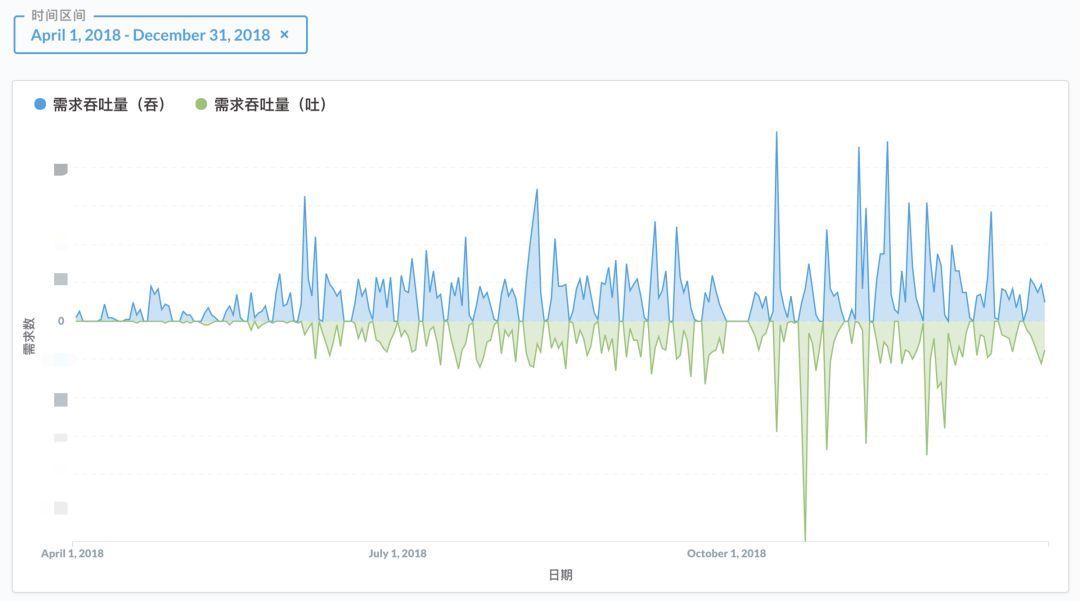 时间区间
April 1, 2018 - December 31, 2018 ×
需求吞吐量（吞） 需求吞吐量（吐）
0
需求数
April 1, 2018 July 1, 2018 October 1, 2018
日期